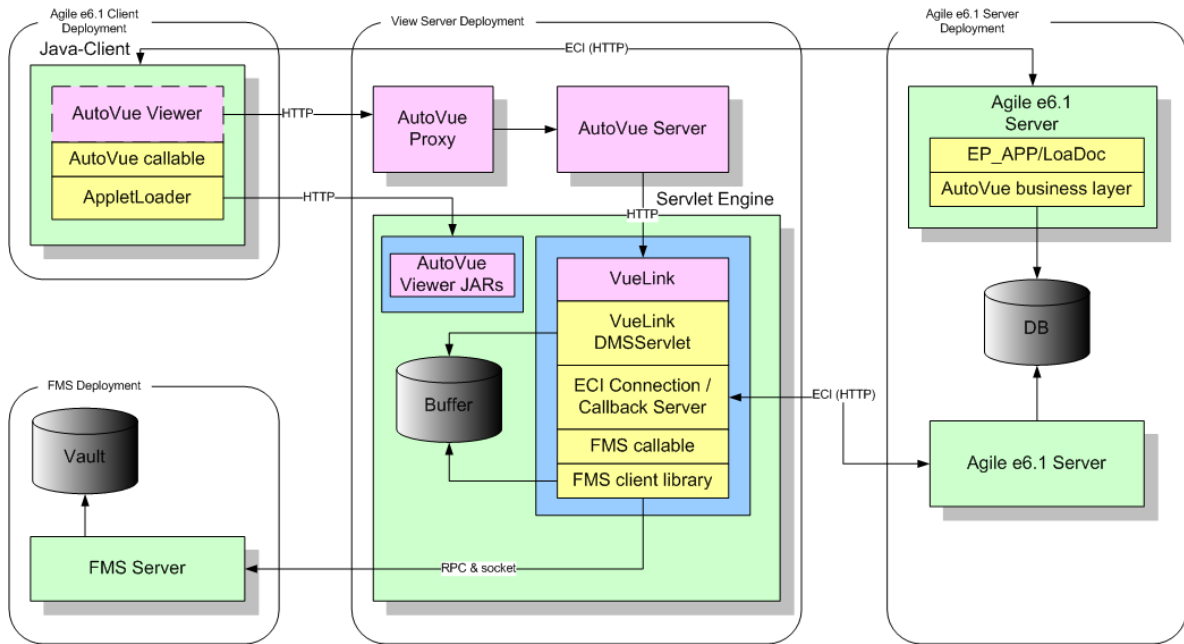 Agile e6.1 Client
Deployment
View Server Deployment
Agile e6.1 Server
Deployment
Java-Client
ECI (HTTP)
AutoVue Viewer
AutoVue callable
AppletLoader
HTTP
HTTP
AutoVue
Proxy
AutoVue Server
Agile e6.1
Server
EP_APP/LoaDoc
AutoVue business layer
HTTP
Servlet Engine
AutoVue
Viewer JARs
VueLink
VueLink
DMSServlet
ECI Connection /
Callback Server
FMS callable
FMS client library
Buffer
DB
ECI (HTTP)
Agile e6.1 Server
FMS Deployment
Vault
FMS Server
RPC & socket